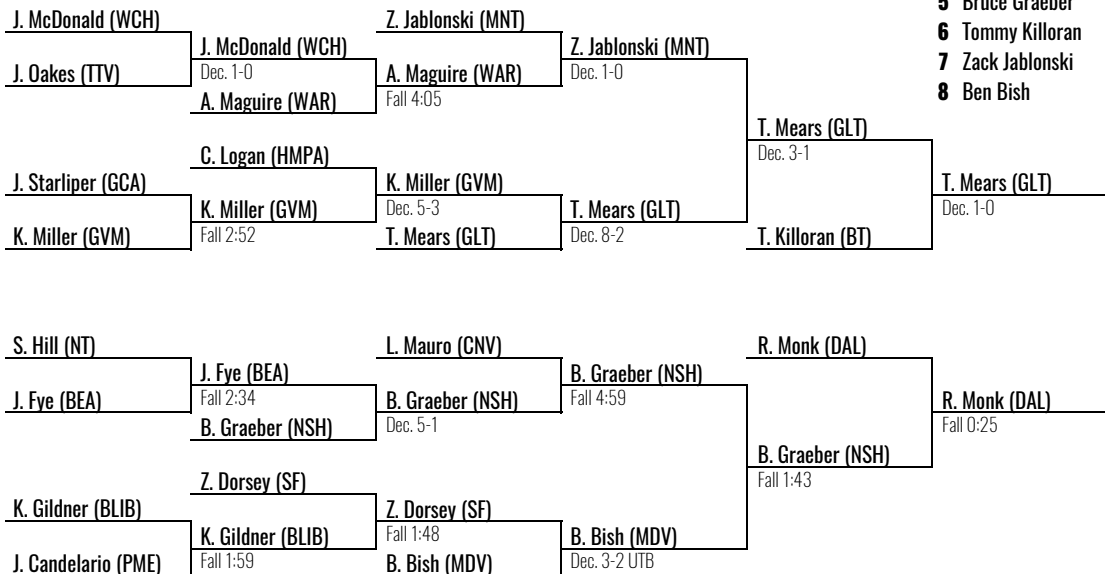 5 Bruce Graeber
6 Tommy Killoran
7 Zack Jablonski
8 Ben Bish
J. McDonald (WCH)
J. Oakes (TTV)
J. Starliper (GCA)
K. Miller (GVM)
J. McDonald (WCH)
Dec. 1-0
A. Maguire (WAR)
C. Logan (HMPA)
K. Miller (GVM)
Fall 2:52
Z. Jablonski (MNT)
A. Maguire (WAR)
Fall 4:05
K. Miller (GVM)
Dec. 5-3
T. Mears (GLT)
Z. Jablonski (MNT)
Dec. 1-0
T. Mears (GLT)
Dec. 8-2
T. Mears (GLT)
Dec. 3-1
T. Killoran (BT)
T. Mears (GLT)
Dec. 1-0
S. Hill (NT)
J. Fye (BEA)
K. Gildner (BLIB)
J. Candelario (PME)
J. Fye (BEA)
Fall 2:34
B. Graeber (NSH)
Z. Dorsey (SF)
K. Gildner (BLIB)
Fall 1:59
L. Mauro (CNV)
B. Graeber (NSH)
Dec. 5-1
Z. Dorsey (SF)
Fall 1:48
B. Bish (MDV)
B. Graeber (NSH)
Fall 4:59
B. Bish (MDV)
Dec. 3-2 UTB
R. Monk (DAL)
B. Graeber (NSH)
Fall 1:43
R. Monk (DAL)
Fall 0:25